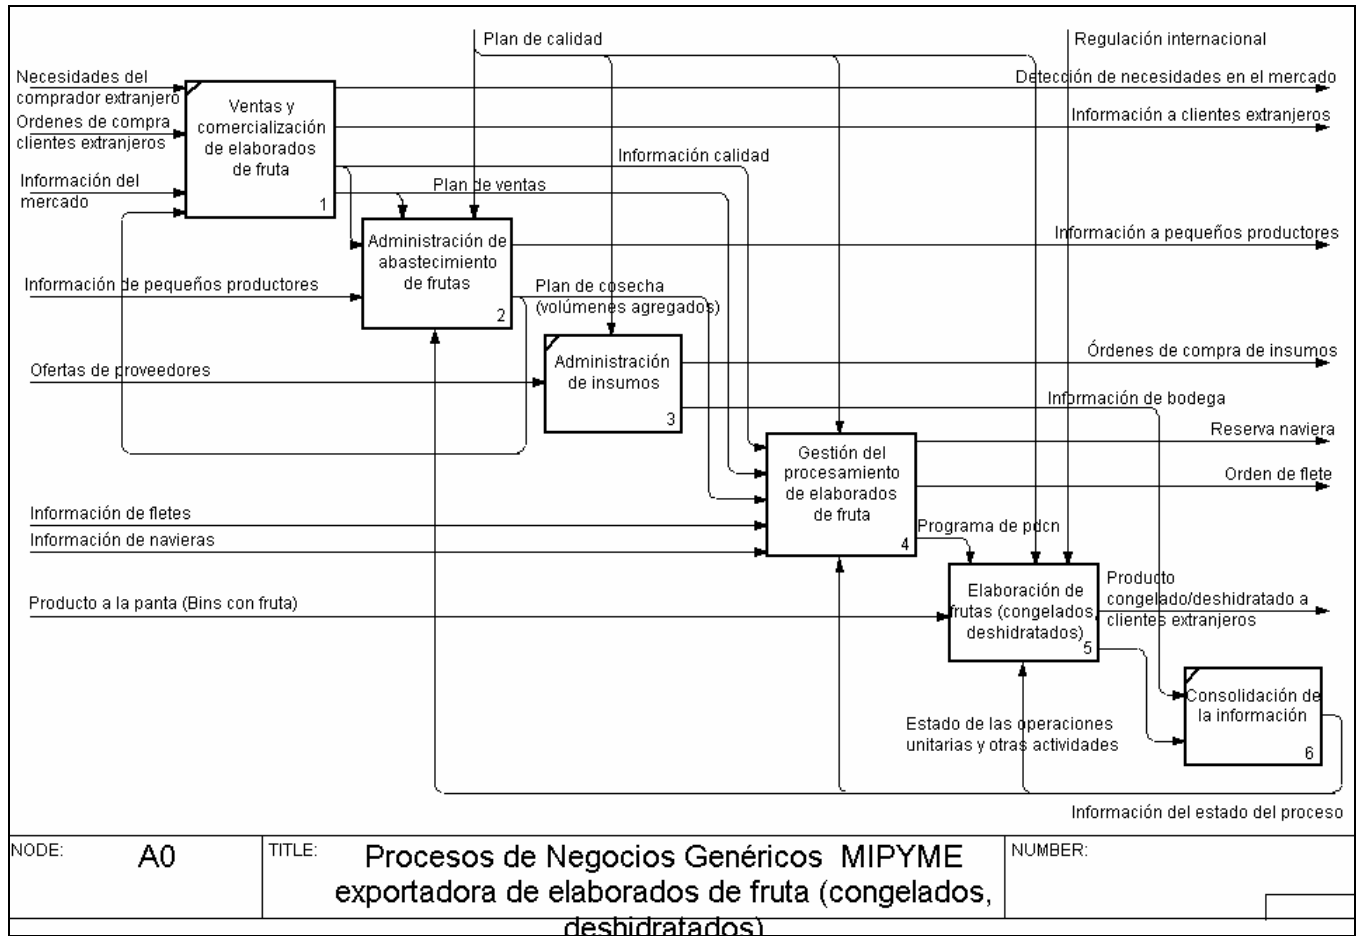 Plan de calidad
Regulación internacional
Necesidades del
comprador extranjero
Ordenes de compra
clientes extranjeros
Información del
mercado
Ventas y
comercialización
de elaborados
de fruta
1
Detección de necesidades en el mercado
Información a clientes extranjeros
Información calidad
Plan de ventas
Administración de
abastecimiento
de frutas
2
Información a pequeños productores
Información de pequeños productores
Plan de cosecha
(volúmenes agregados)
Ofertas de proveedores
Administración
de insumos
3
Órdenes de compra de insumos
Información de bodega
Reserva naviera
Orden de flete
Gestión del
procesamiento
de elaborados
de fruta
4
Información de fletes
Información de navieras
Programa de pdcn
Producto a la panta (Bins con fruta)
Elaboración de
frutas (congelados,
deshidratados)
5
Producto
congelado/deshidratado a
clientes extranjeros
Consolidación de
la información
6
Estado de las operaciones
unitarias y otras actividades
Información del estado del proceso
NODE:
A0
TITLE:
Procesos de Negocios Genéricos MIPYME
exportadora de elaborados de fruta (congelados,
deshidratados)
NUMBER: